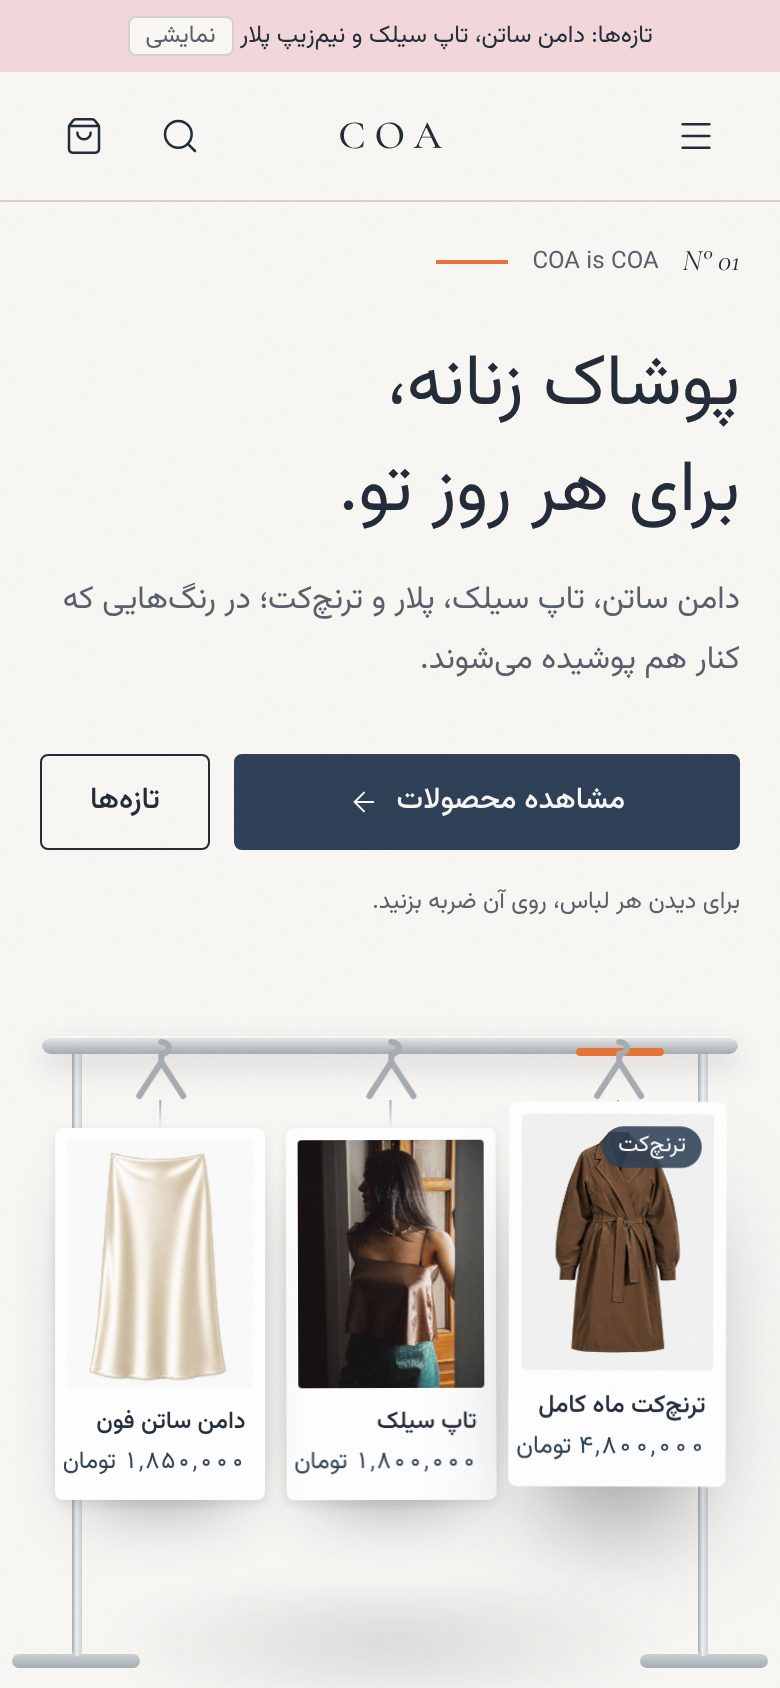 تازه‌ها: دامن ساتن، تاپ سیلک و نیم‌زیپ پلار نمایشی
COA
Nº 01 COA is COA
پوشاک زنانه،
برای هر روز تو.
دامن ساتن، تاپ سیلک، پلار و ترنچ‌کت؛ در رنگ‌هایی که
کنار هم پوشیده می‌شوند.
مشاهده محصولات ←
تازه‌ها
برای دیدن هر لباس، روی آن ضربه بزنید.
ترنچ‌کت
ترنچ‌کت ماه کامل
۴,۸۰۰,۰۰۰ تومان
تاپ سیلک
۱,۸۰۰,۰۰۰ تومان
دامن ساتن فون
۱,۸۵۰,۰۰۰ تومان